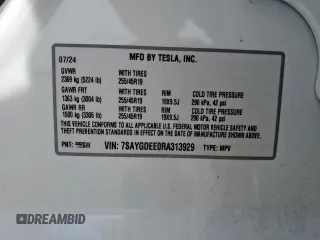 07/24 MFD BY TESLA, INC.
GVWR WITH TIRES
2369 kg (5224 lb) 255/45R19
GAWR FRT WITH TIRES RIM COLD TIRE PRESSURE
1363 kg (3004 lb) 255/45R19 19X9.5J 290 kPa, 42 psi
GAWR RR WITH TIRES RIM COLD TIRE PRESSURE
1500 kg (3306 lb) 255/45R19 19X9.5J 290 kPa, 42 psi
THIS VEHICLE CONFORMS TO ALL APPLICABLE U.S. FEDERAL MOTOR VEHICLE SAFETY
AND THEFT PREVENTION STANDARDS IN EFFECT ON THE DATE OF MANUFACTURE SHOWN ABOVE.
PNT: PPSW VIN: 7SAYGDEE0RA313929 TYPE: MPV
DREAMBID